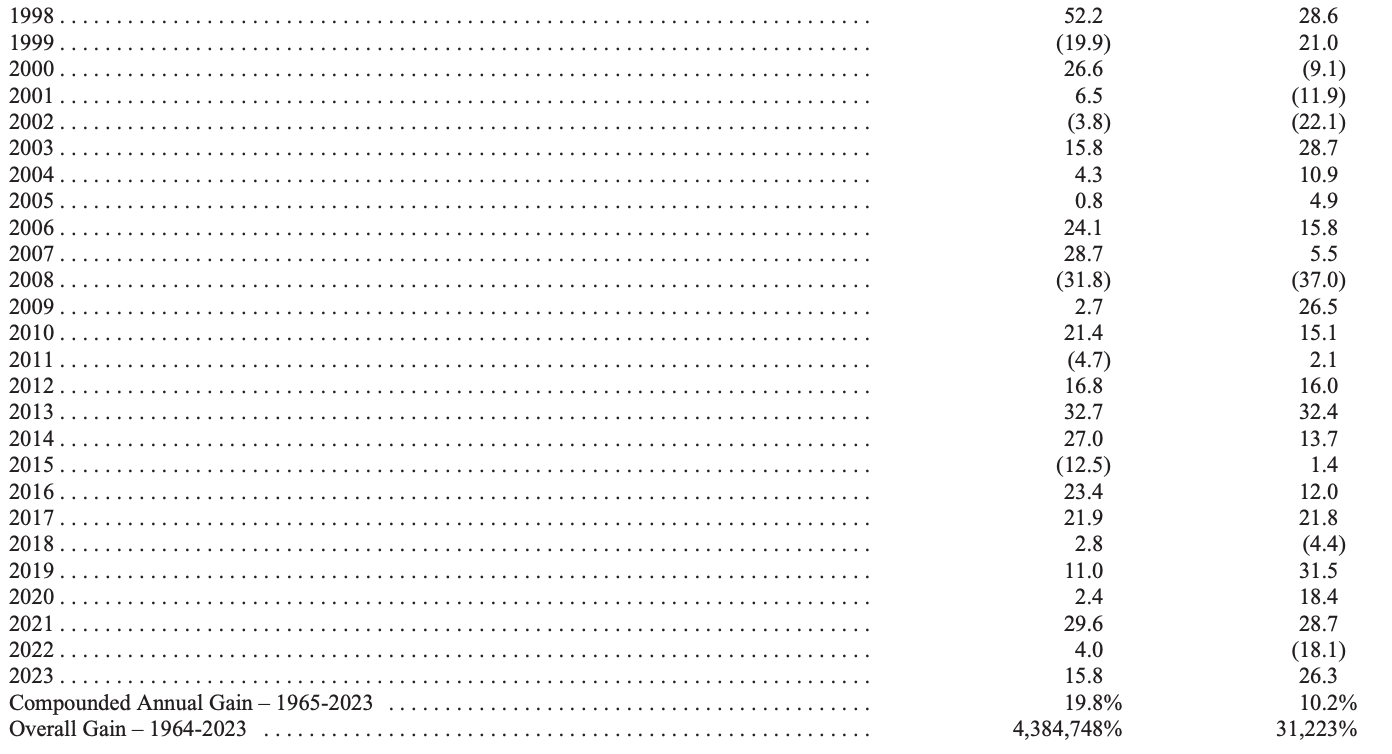 1998 52.2 28.6
1999 (19.9) 21.0
2000 26.6 (9.1)
2001 6.5 (11.9)
2002 (3.8) (22.1)
2003 15.8 28.7
2004 4.3 10.9
2005 0.8 4.9
2006 24.1 15.8
2007 28.7 5.5
2008 (31.8) (37.0)
2009 2.7 26.5
2010 21.4 15.1
2011 (4.7) 2.1
2012 16.8 16.0
2013 32.7 32.4
2014 27.0 13.7
2015 (12.5) 1.4
2016 23.4 12.0
2017 21.9 21.8
2018 2.8 (4.4)
2019 11.0 31.5
2020 2.4 18.4
2021 29.6 28.7
2022 4.0 (18.1)
2023 15.8 26.3
Compounded Annual Gain – 1965-2023 19.8% 10.2%
Overall Gain – 1964-2023 4,384,748% 31,223%